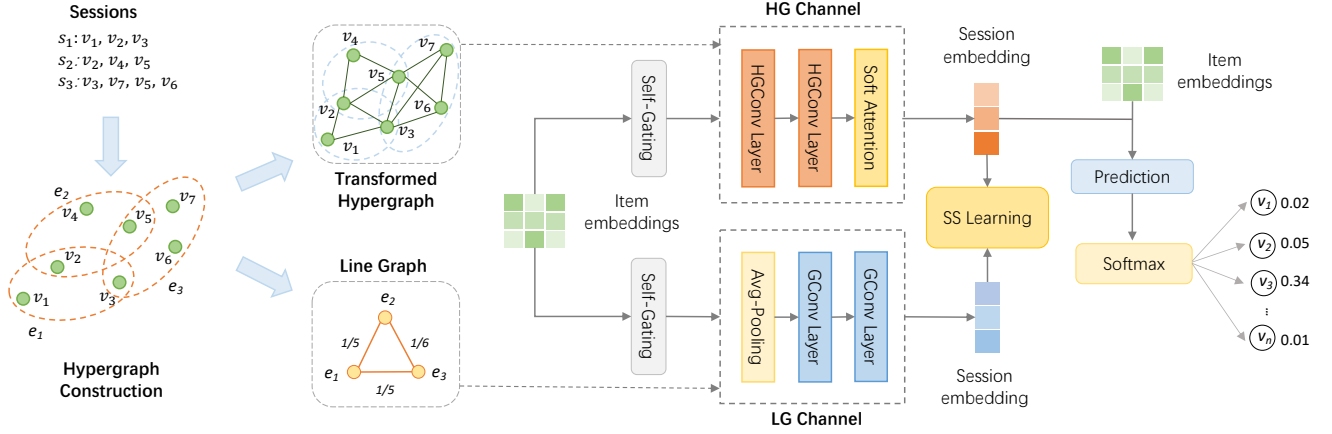 Sessions
s1: v1, v2, v3
s2: v2, v4, v5
s3: v3, v7, v5, v6
e2
v4
v5
v7
v2
v6
v1
v3
e3
e1
Hypergraph
Construction
v4
v7
v5
v2
v6
v3
v1
Transformed
Hypergraph
Line Graph
e2
1/5
1/6
e1
e3
1/5
Item
embeddings
Self-Gating
Self-Gating
HG Channel
HGConv Layer
HGConv Layer
Soft Attention
Avg-Pooling
GConv Layer
GConv Layer
LG Channel
Session
embedding
SS Learning
Session
embedding
Item
embeddings
Prediction
Softmax
v1 0.02
v2 0.05
v3 0.34
...
vn 0.01